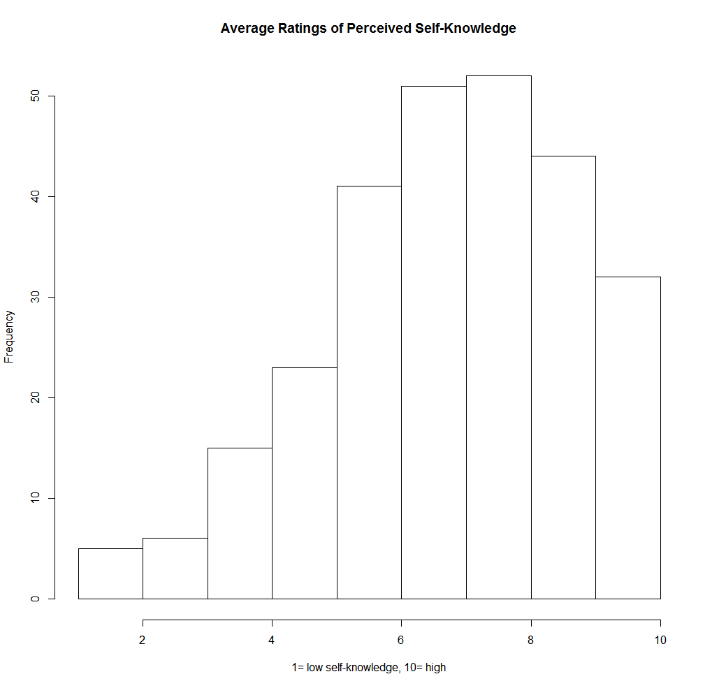 Average Ratings of Perceived Self-Knowledge
50
40
30
20
10
0
Frequency
2 4 6 8 10
1= low self-knowledge, 10= high